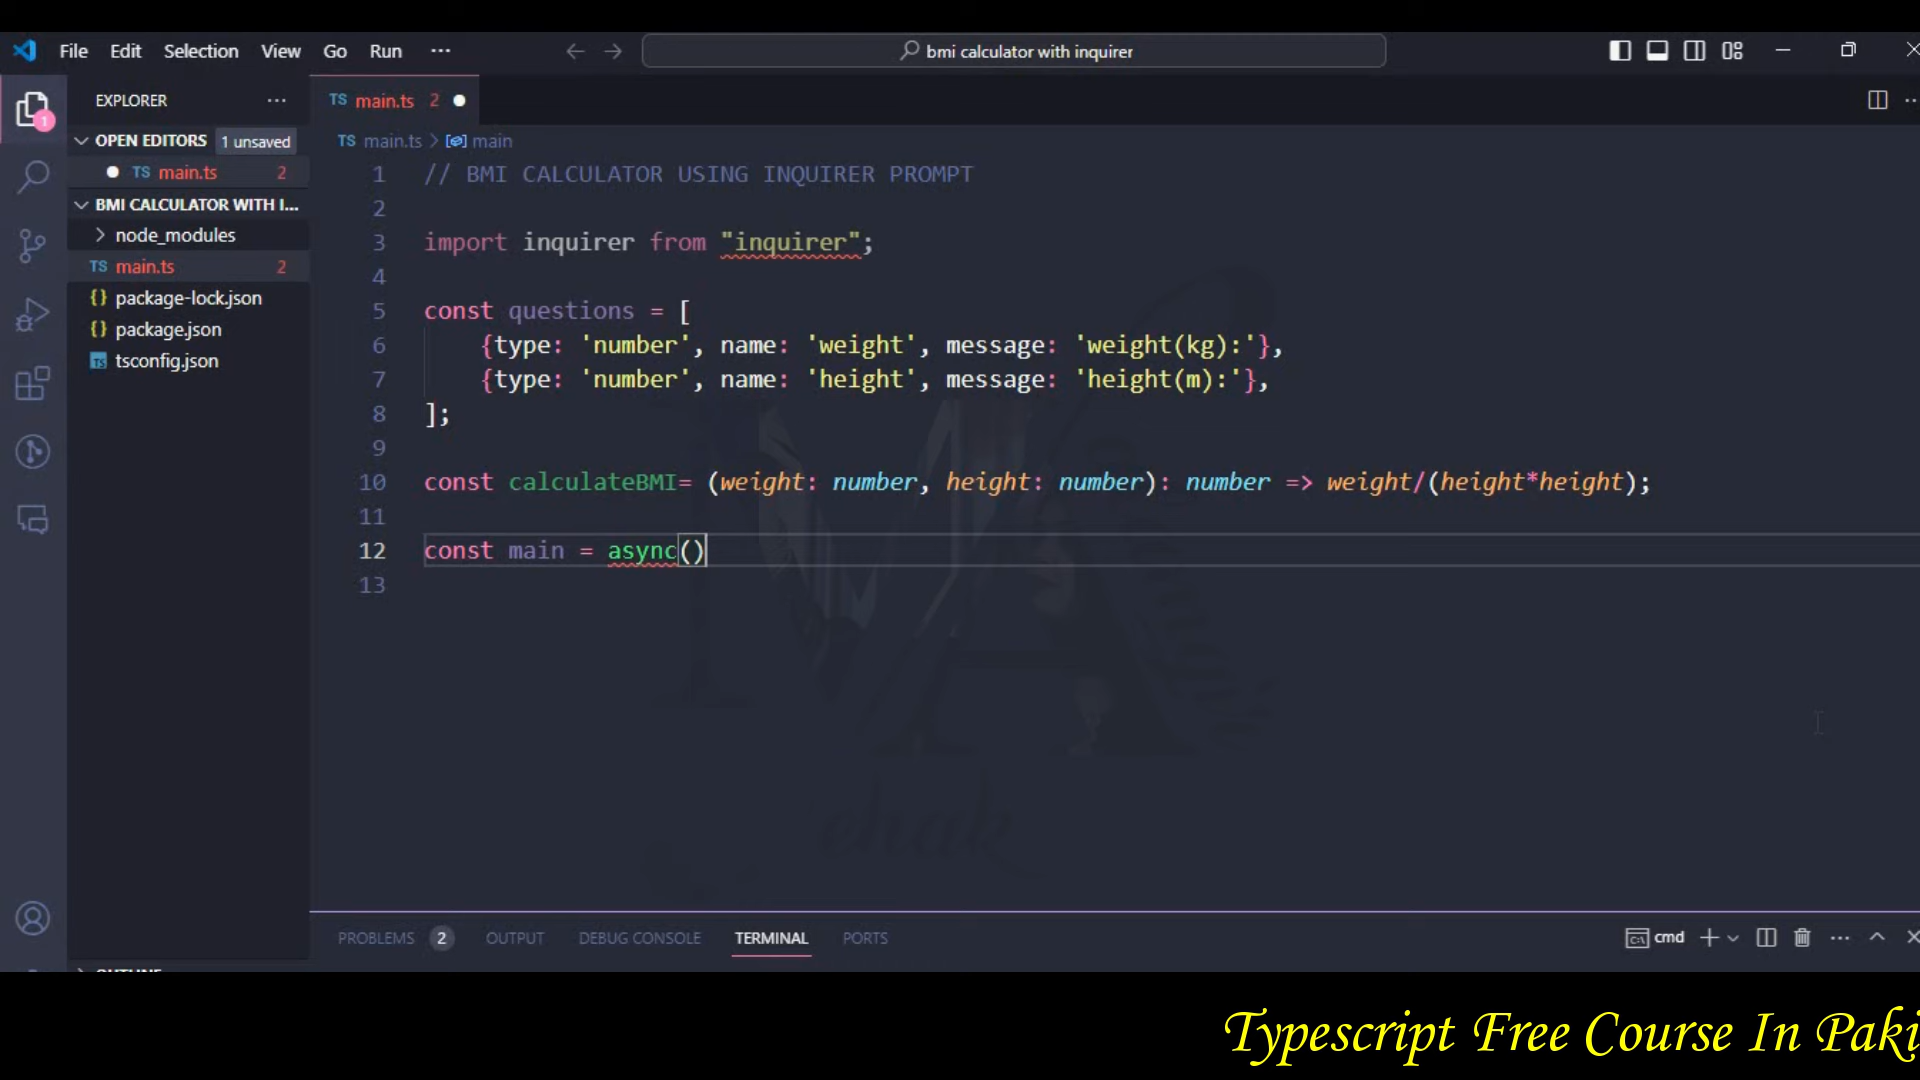 File Edit Selection View Go Run ··· bmi calculator with inquirer
EXPLORER ···
OPEN EDITORS 1 unsaved
TS main.ts 2
BMI CALCULATOR WITH I...
node_modules
TS main.ts 2
{} package-lock.json
{} package.json
TS tsconfig.json
1
TS main.ts 2
TS main.ts > main
1 // BMI CALCULATOR USING INQUIRER PROMPT
2
3 import inquirer from "inquirer";
4
5 const questions = [
6 {type: 'number', name: 'weight', message: 'weight(kg):'},
7 {type: 'number', name: 'height', message: 'height(m):'},
8 ];
9
10 const calculateBMI= (weight: number, height: number): number => weight/(height*height);
11
12 const main = async()
13
PROBLEMS 2 OUTPUT DEBUG CONSOLE TERMINAL PORTS cmd
Typescript Free Course In Paki